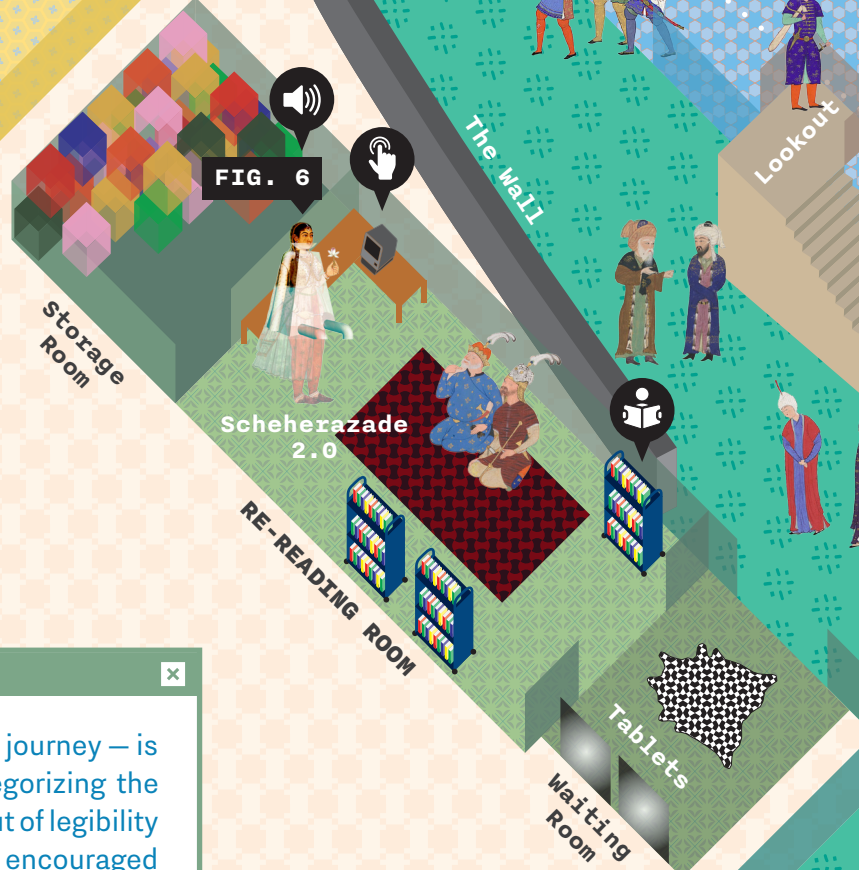 The Wall
Lookout
FIG. 6
Storage
Room
Scheherazade
2.0
RE-READING ROOM
Tablets
Waiting
Room
journey — is
gorizing the
t of legibility
encouraged